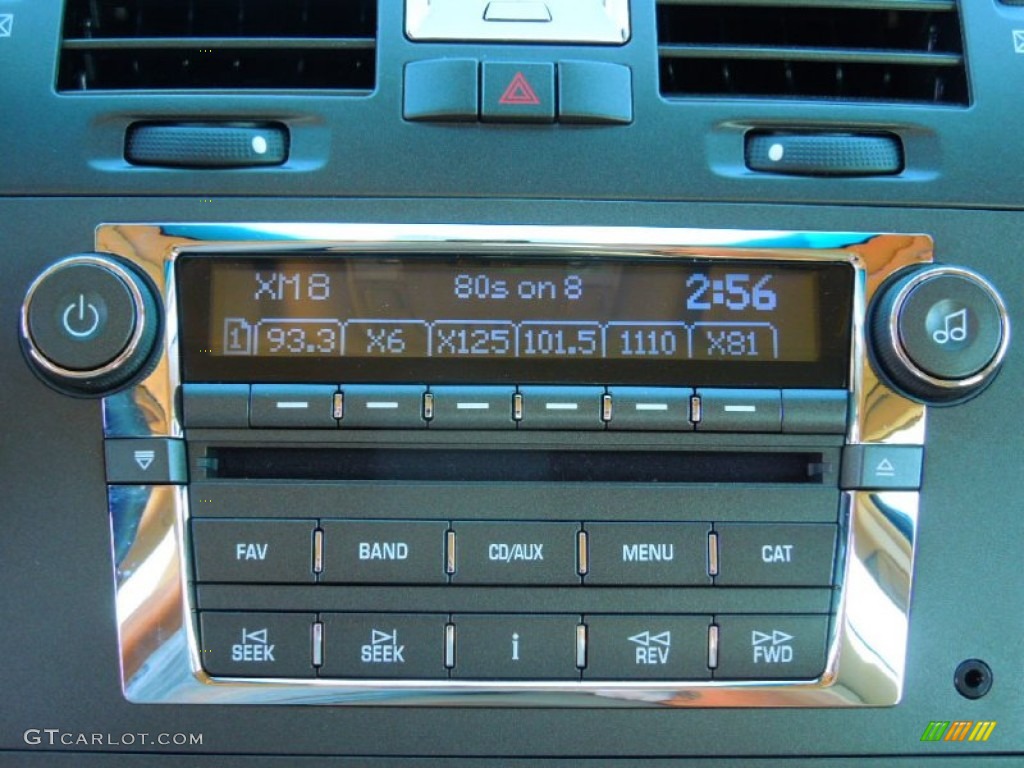 XM8 80s on 8 2:56
1 93.3 X6 X125 101.5 1110 X81
FAV BAND CD/AUX MENU CAT
SEEK SEEK i REV FWD
GTCARLOT.COM